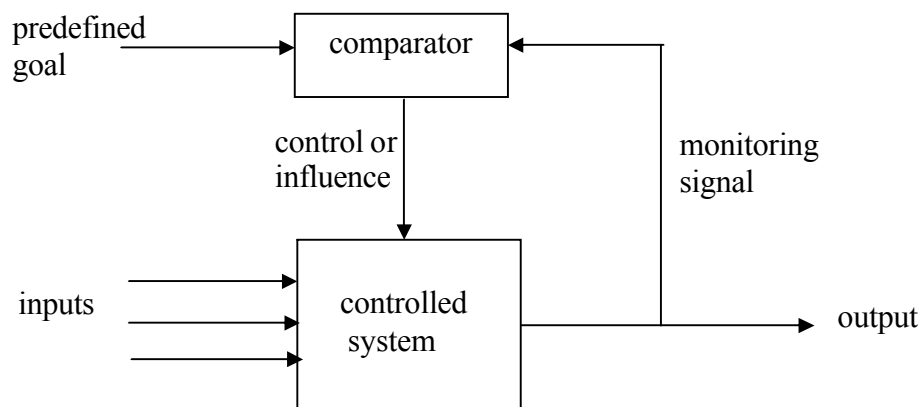 predefined
goal
comparator
control or
influence
monitoring
signal
inputs
controlled
system
output